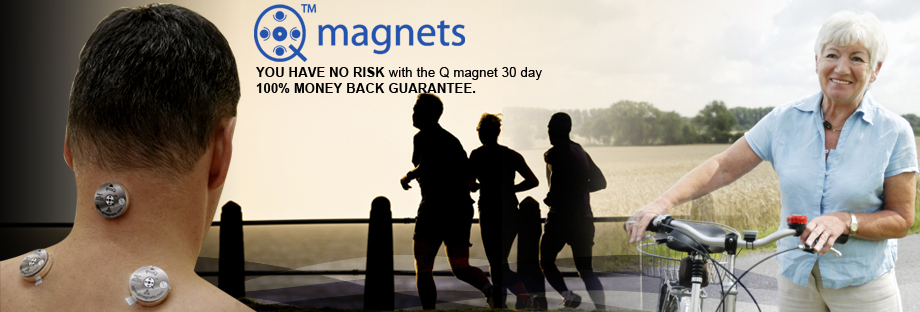 TM
Q magnets
YOU HAVE NO RISK with the Q magnet 30 day
100% MONEY BACK GUARANTEE.